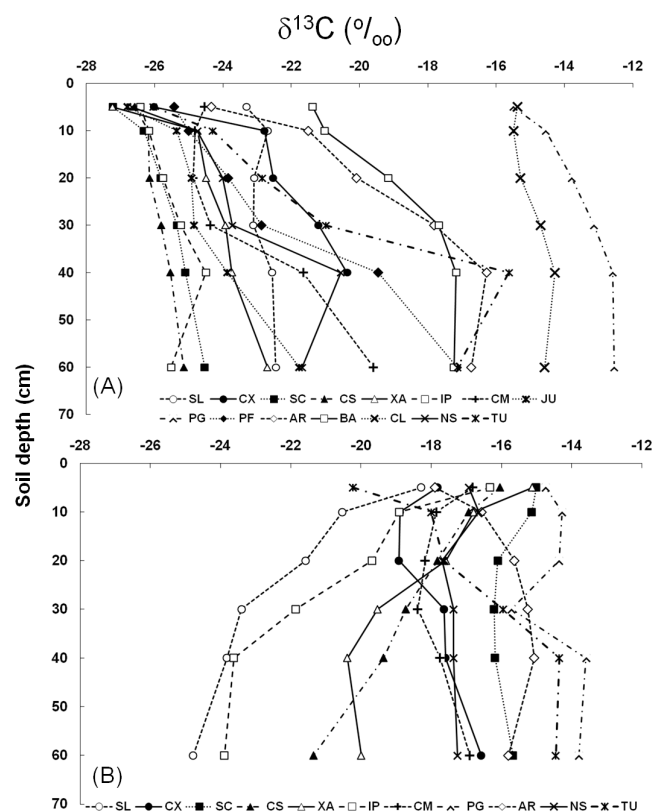 δ¹³C (º/ₒₒ)
-28 -26 -24 -22 -20 -18 -16 -14 -12
0
10
20
30
40
50
60
70
(A)
SL CX SC CS XA IP CM JU
PG PF AR BA CL NS TU
Soil depth (cm)
-28 -26 -24 -22 -20 -18 -16 -14 -12
0
10
20
30
40
50
60
70
(B)
SL CX SC CS XA IP CM PG AR NS TU